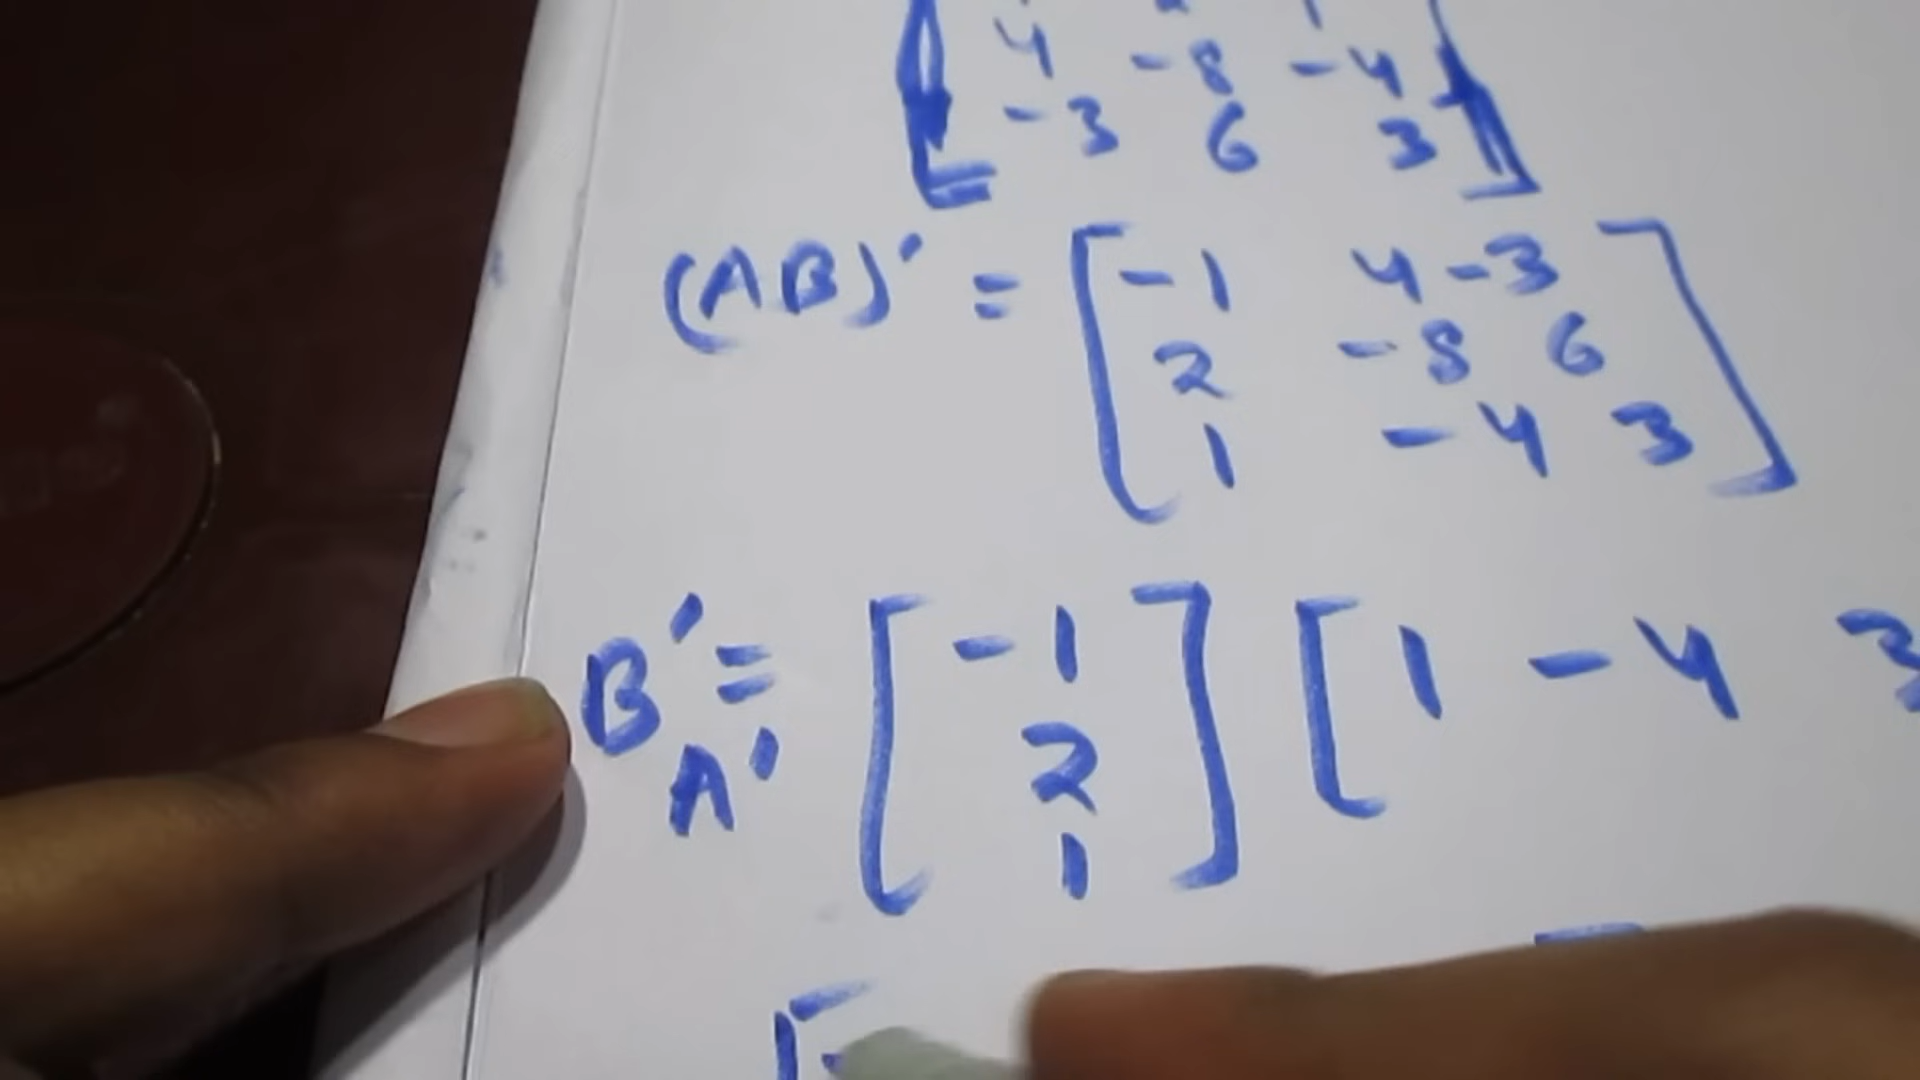 4 -8 -4
-3 6 3
(AB)' = [ -1 4 -3
2 -8 6
1 -4 3 ]
B' = [ -1 ] [ 1 -4 3
A' 2
1